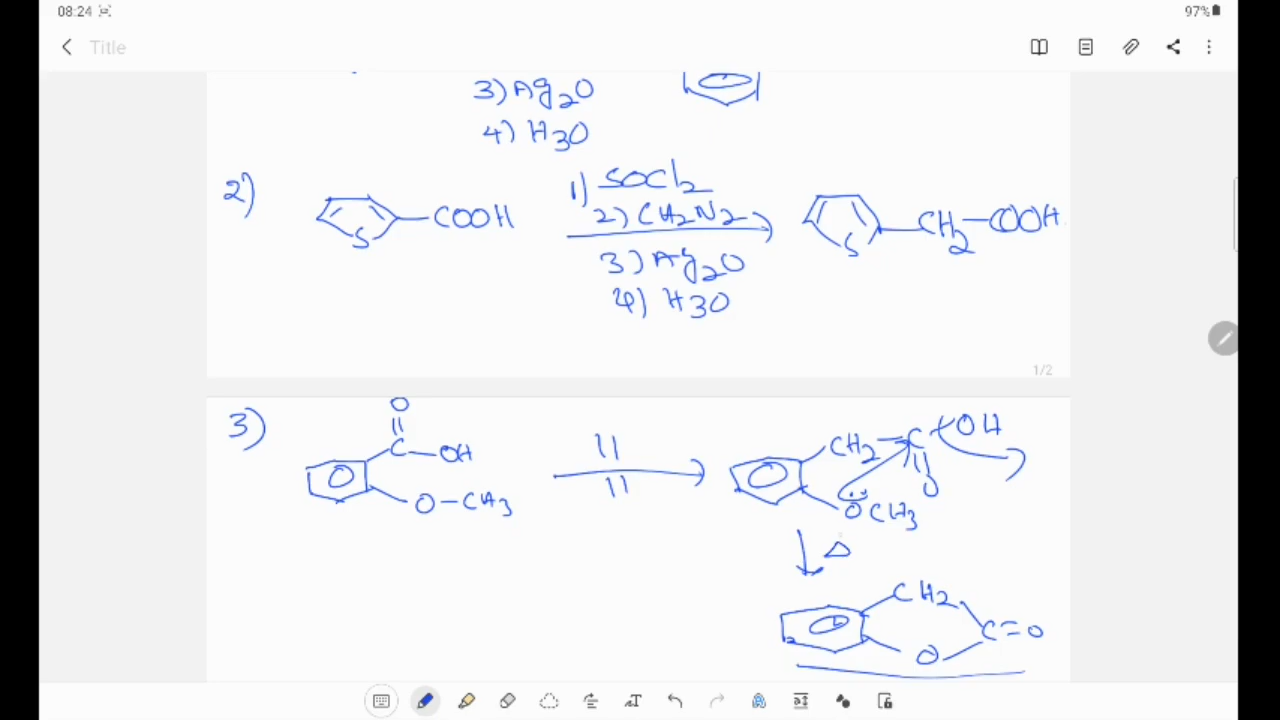 08:24
97%
Title
3) Ag2O
4) H3O
2)
S
COOH
1) SOCl2
2) CH2N2
3) Ag2O
4) H3O
S
CH2-COOH
1/2
3)
O
C-OH
O-CH3
11
11
CH2-C
OH
O
OCH3
Δ
CH2
C=O
O